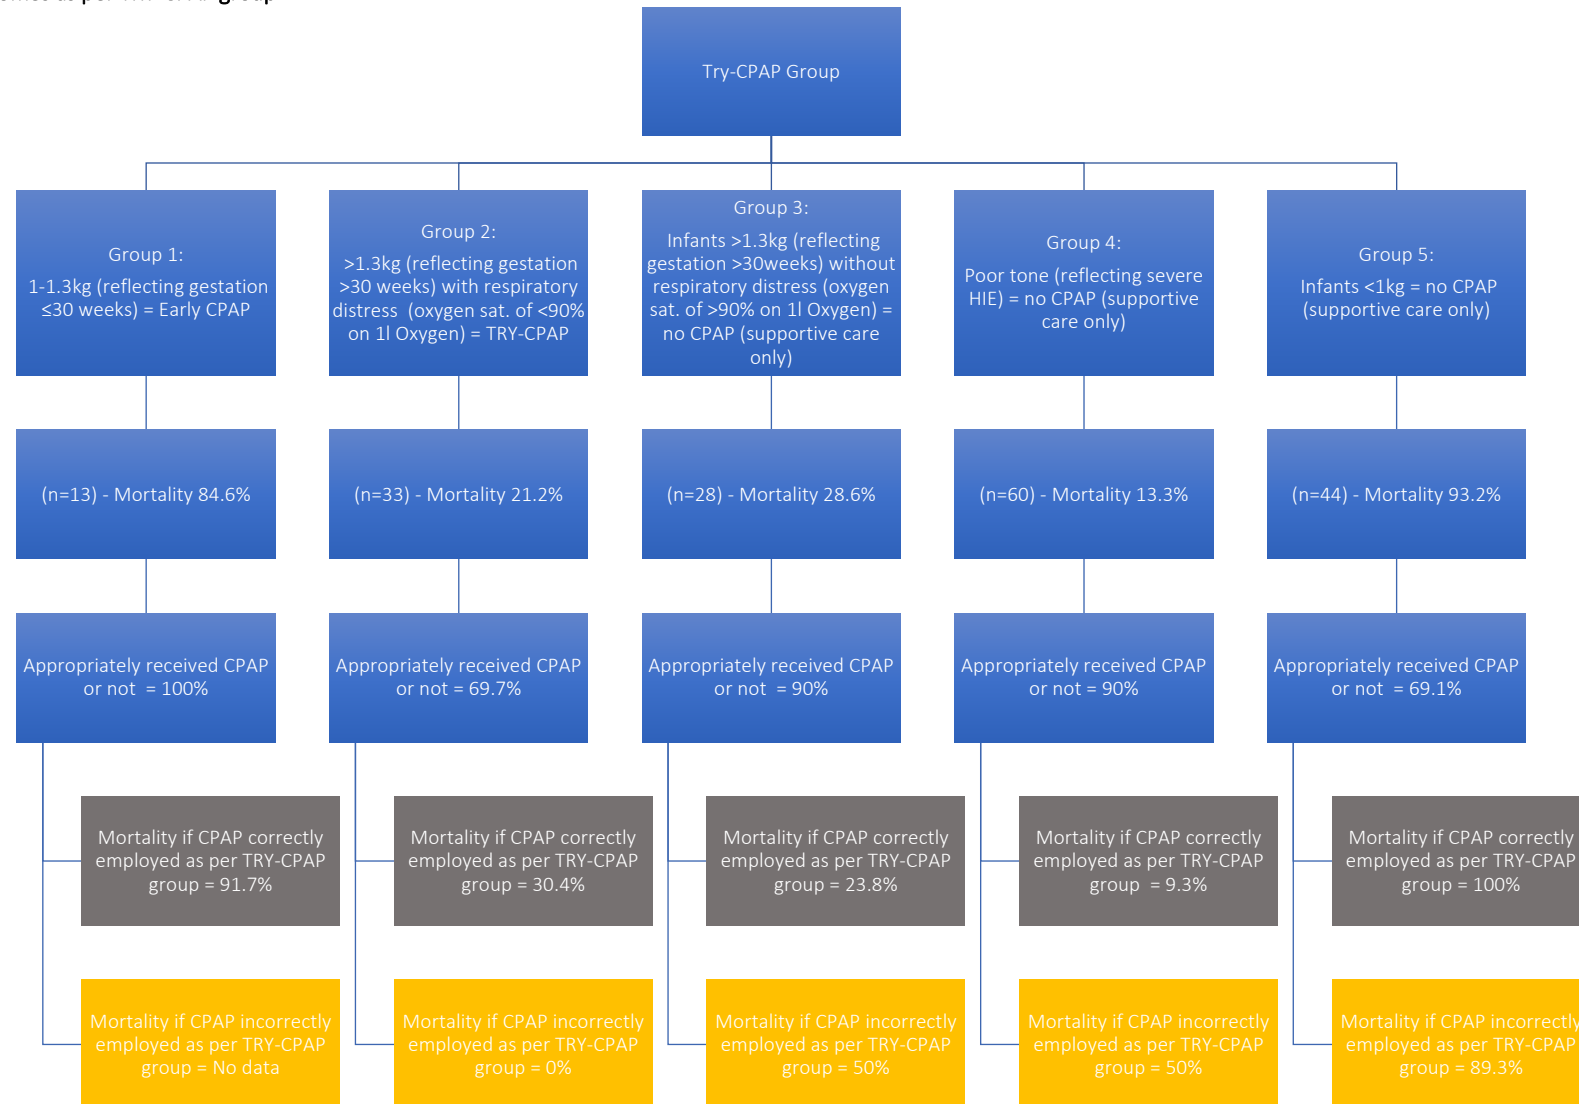 group
Try-CPAP Group
Group 1:
1-1.3kg (reflecting gestation
≤30 weeks) = Early CPAP
Group 2:
>1.3kg (reflecting gestation
>30 weeks) with respiratory
distress  (oxygen sat. of <90%
on 1l Oxygen) = TRY-CPAP
Group 3:
Infants >1.3kg (reflecting
gestation >30weeks) without
respiratory distress (oxygen
sat. of >90% on 1l Oxygen) =
no CPAP (supportive care
only)
Group 4:
Poor tone (reflecting severe
HIE) = no CPAP (supportive
care only)
Group 5:
Infants <1kg = no CPAP
(supportive care only)
(n=13) - Mortality 84.6%
(n=33) - Mortality 21.2%
(n=28) - Mortality 28.6%
(n=60) - Mortality 13.3%
(n=44) - Mortality 93.2%
Appropriately received CPAP
or not  = 100%
Appropriately received CPAP
or not = 69.7%
Appropriately received CPAP
or not = 90%
Appropriately received CPAP
or not = 90%
Appropriately received CPAP
or not  = 69.1%
Mortality if CPAP correctly
employed as per TRY-CPAP
group = 91.7%
Mortality if CPAP correctly
employed as per TRY-CPAP
group = 30.4%
Mortality if CPAP correctly
employed as per TRY-CPAP
group = 23.8%
Mortality if CPAP correctly
employed as per TRY-CPAP
group  = 9.3%
Mortality if CPAP correctly
employed as per TRY-CPAP
group = 100%
Mortality if CPAP incorrectly
employed as per TRY-CPAP
group = No data
Mortality if CPAP incorrectly
employed as per TRY-CPAP
group = 0%
Mortality if CPAP incorrectly
employed as per TRY-CPAP
group = 50%
Mortality if CPAP incorrectly
employed as per TRY-CPAP
group = 50%
Mortality if CPAP incorrectly
employed as per TRY-CPAP
group = 89.3%